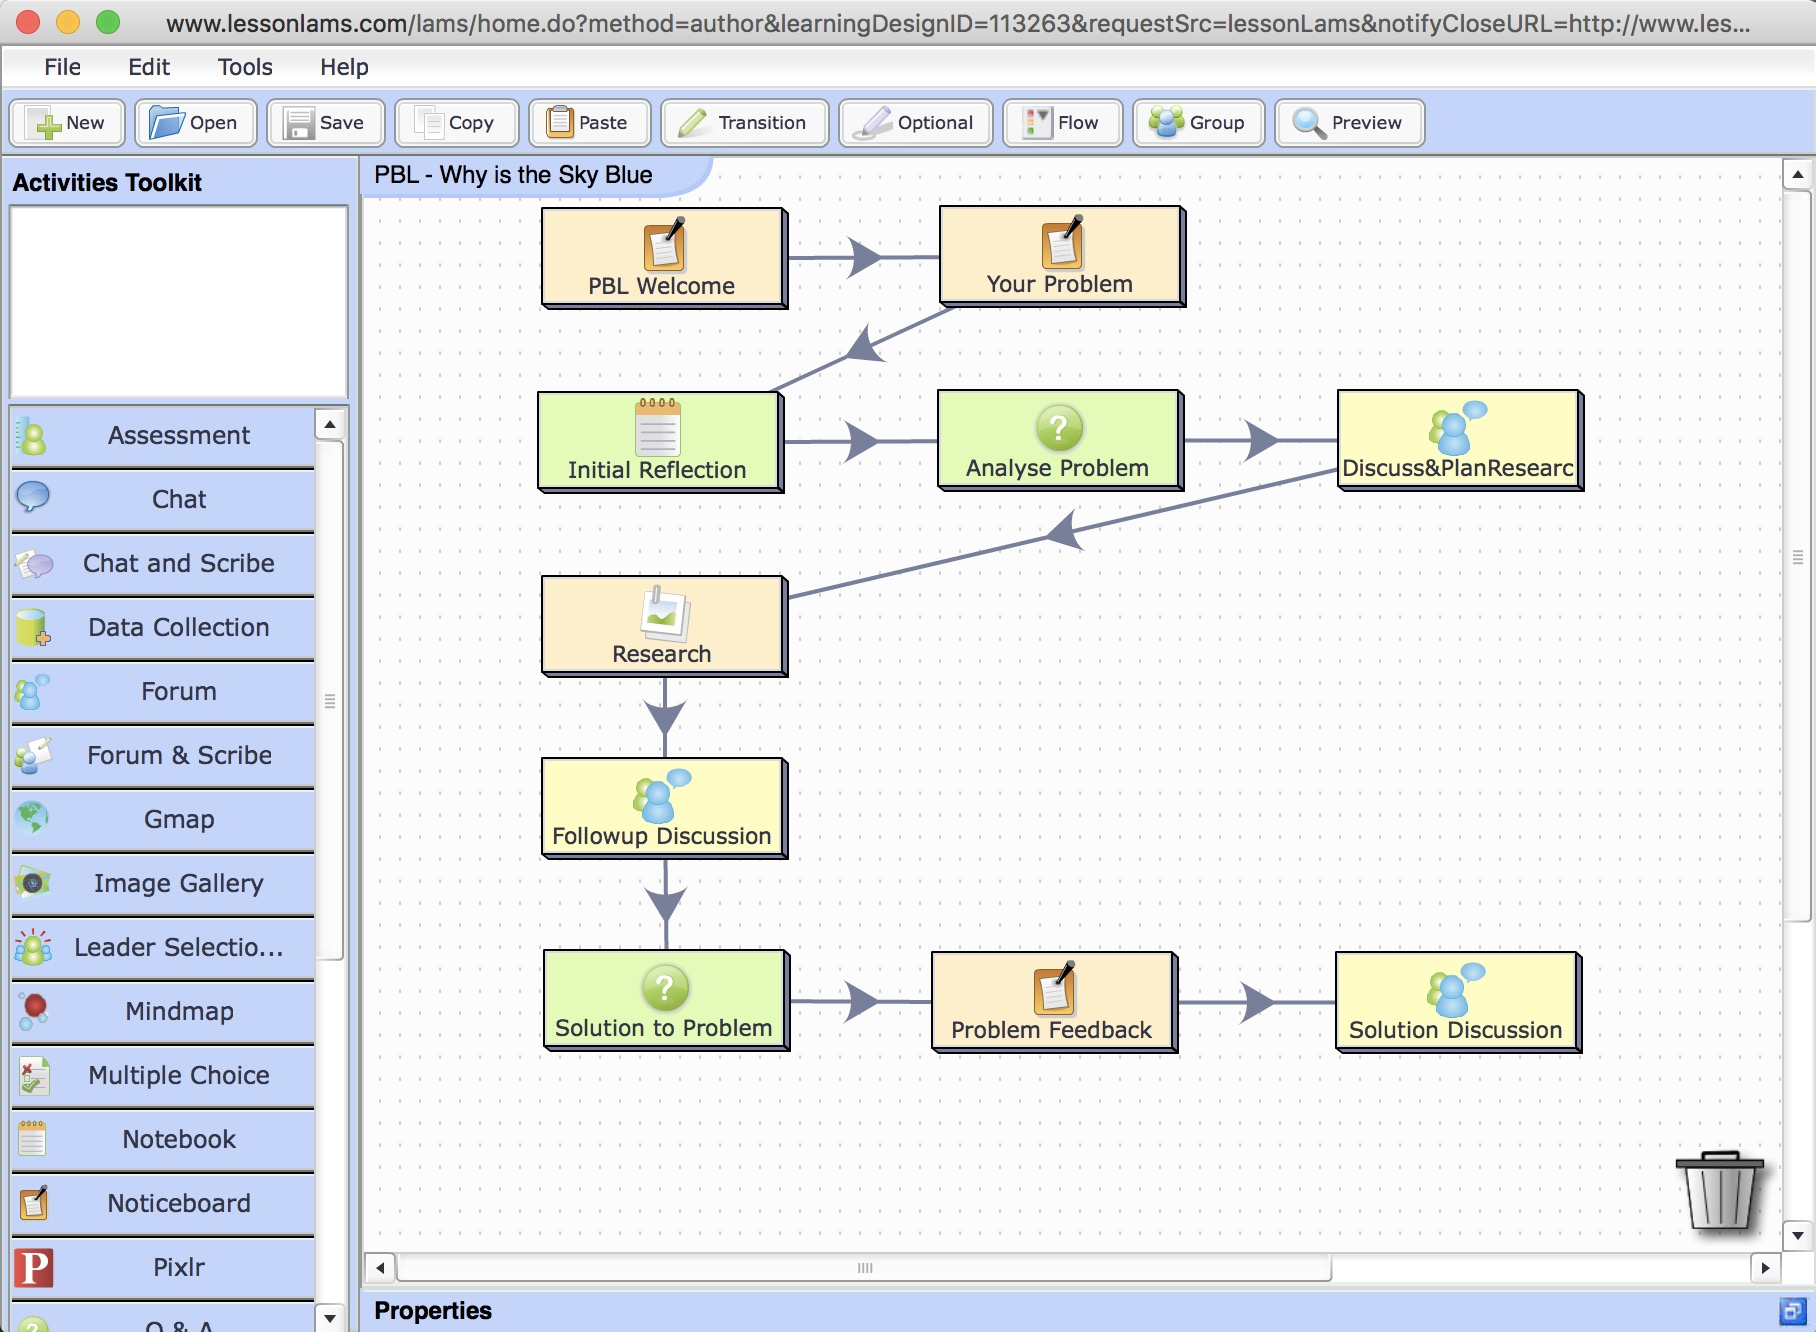 www.lessonlams.com/lams/home.do?method=author&learningDesignID=113263&requestSrc=lessonLams&notifyCloseURL=http://www.les...
File Edit Tools Help
New Open Save Copy Paste Transition Optional Flow Group Preview
Activities Toolkit
Assessment
Chat
Chat and Scribe
Data Collection
Forum
Forum & Scribe
Gmap
Image Gallery
Leader Selectio...
Mindmap
Multiple Choice
Notebook
Noticeboard
Pixlr
Q & A
PBL - Why is the Sky Blue
PBL Welcome
Your Problem
Initial Reflection
Analyse Problem
Discuss&PlanResearc
Research
Followup Discussion
Solution to Problem
Problem Feedback
Solution Discussion
Properties